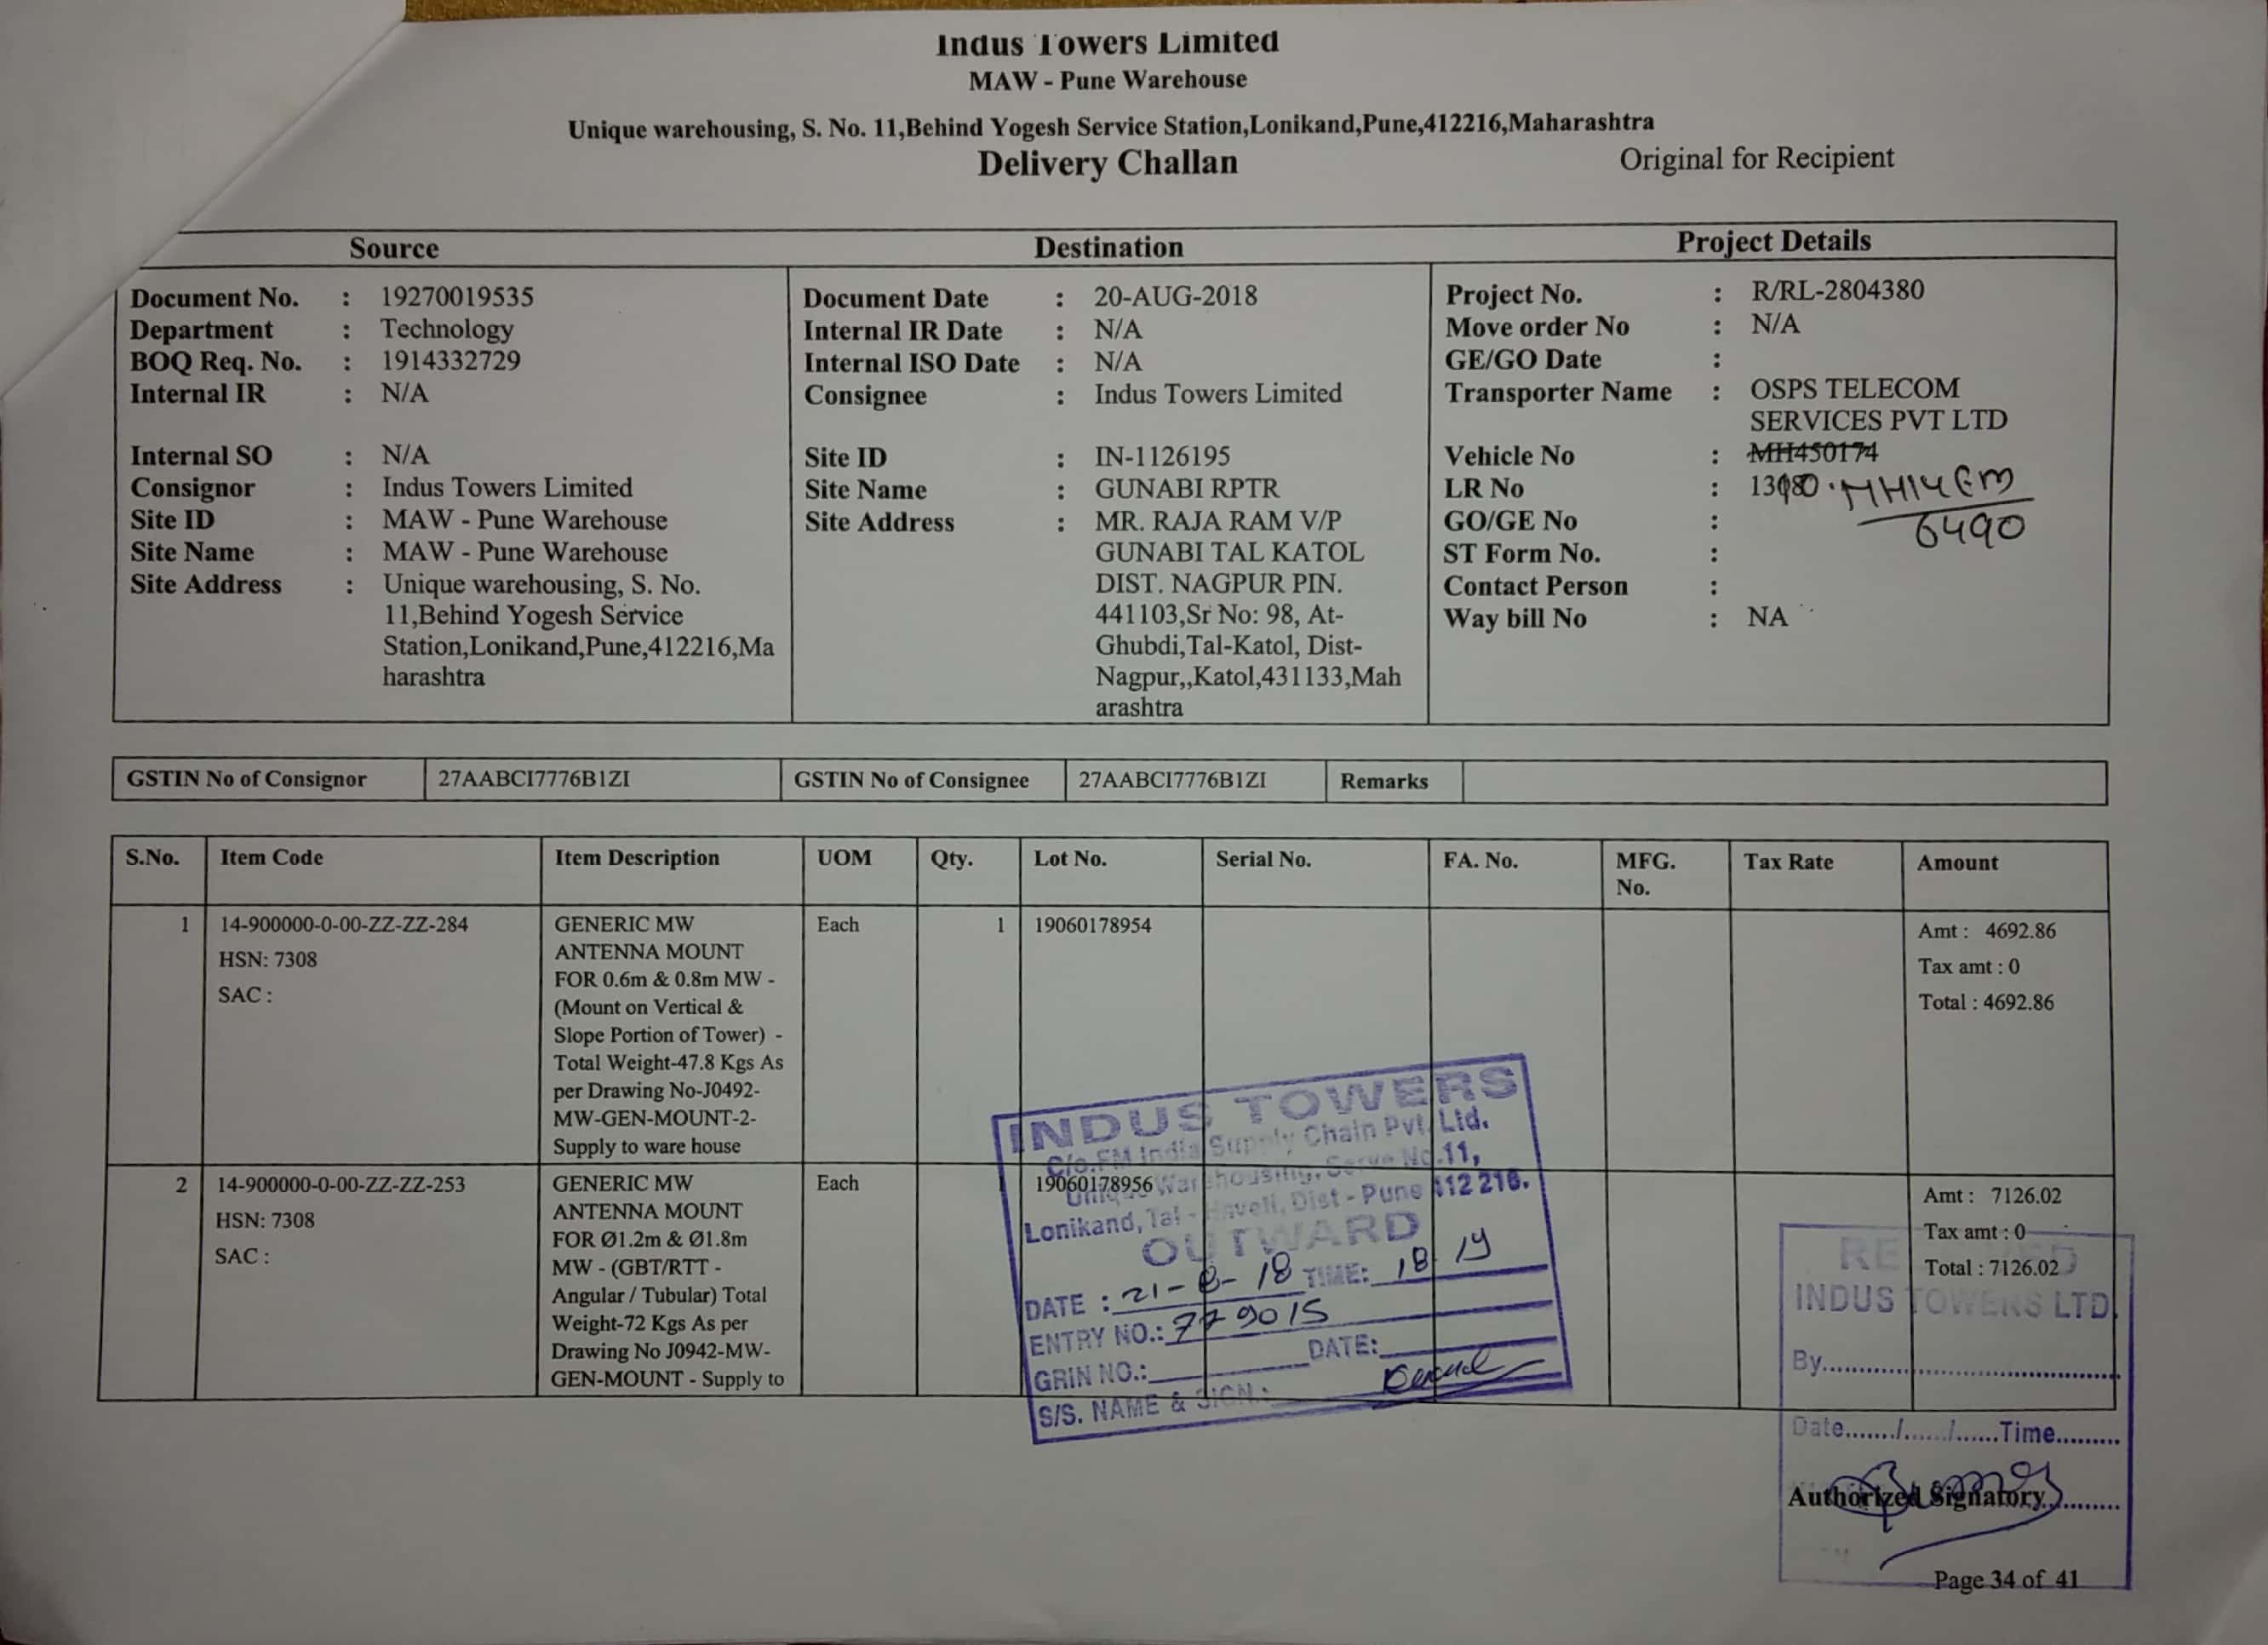 Indus Towers Limited
MAW - Pune Warehouse
Unique warehousing, S. No. 11,Behind Yogesh Service Station,Lonikand,Pune,412216,Maharashtra
Delivery Challan
Original for Recipient
Source
Document No. : 19270019535
Department : Technology
BOQ Req. No. : 1914332729
Internal IR : N/A
Internal SO : N/A
Consignor : Indus Towers Limited
Site ID : MAW - Pune Warehouse
Site Name : MAW - Pune Warehouse
Site Address : Unique warehousing, S. No.
11,Behind Yogesh Service
Station,Lonikand,Pune,412216,Ma
harashtra
Destination
Document Date : 20-AUG-2018
Internal IR Date : N/A
Internal ISO Date : N/A
Consignee : Indus Towers Limited
Site ID : IN-1126195
Site Name : GUNABI RPTR
Site Address : MR. RAJA RAM V/P
GUNABI TAL KATOL
DIST. NAGPUR PIN.
441103,Sr No: 98, At-
Ghubdi,Tal-Katol, Dist-
Nagpur,,Katol,431133,Mah
arashtra
Project Details
Project No. : R/RL-2804380
Move order No : N/A
GE/GO Date :
Transporter Name : OSPS TELECOM
SERVICES PVT LTD
Vehicle No : MH450174
LR No :
MH14EM
6490
GO/GE No :
ST Form No. :
Contact Person :
Way bill No : NA
GSTIN No of Consignor 27AABCI7776B1ZI GSTIN No of Consignee 27AABCI7776B1ZI Remarks
S.No. Item Code Item Description UOM Qty. Lot No. Serial No. FA. No. MFG. No. Tax Rate Amount
1 14-900000-0-00-ZZ-ZZ-284
HSN: 7308
SAC :
GENERIC MW
ANTENNA MOUNT
FOR 0.6m & 0.8m MW -
(Mount on Vertical &
Slope Portion of Tower) -
Total Weight-47.8 Kgs As
per Drawing No-J0492-
MW-GEN-MOUNT-2-
Supply to ware house
Each 1 19060178954
Amt : 4692.86
Tax amt : 0
Total : 4692.86
2 14-900000-0-00-ZZ-ZZ-253
HSN: 7308
SAC :
GENERIC MW
ANTENNA MOUNT
FOR Ø1.2m & Ø1.8m
MW - (GBT/RTT -
Angular / Tubular) Total
Weight-72 Kgs As per
Drawing No J0942-MW-
GEN-MOUNT - Supply to
Each 1 19060178956
Amt : 7126.02
Tax amt : 0
Total : 7126.02
INDUS TOWERS
C/o.FM India Supply Chain Pvt. Ltd.
Unique Warehousing, No.11,
Lonikand, Tal - Haveli, Dist - Pune 412 216.
OUTWARD
DATE : 21-8-18 TIME: 18 19
ENTRY NO.: 779015
GRIN NO.: DATE:
S/S. NAME & SIGN.:
RECEIVED
INDUS TOWERS LTD.
By
Date......./....../......Time.........
Authorized Signatory
Page 34 of 41